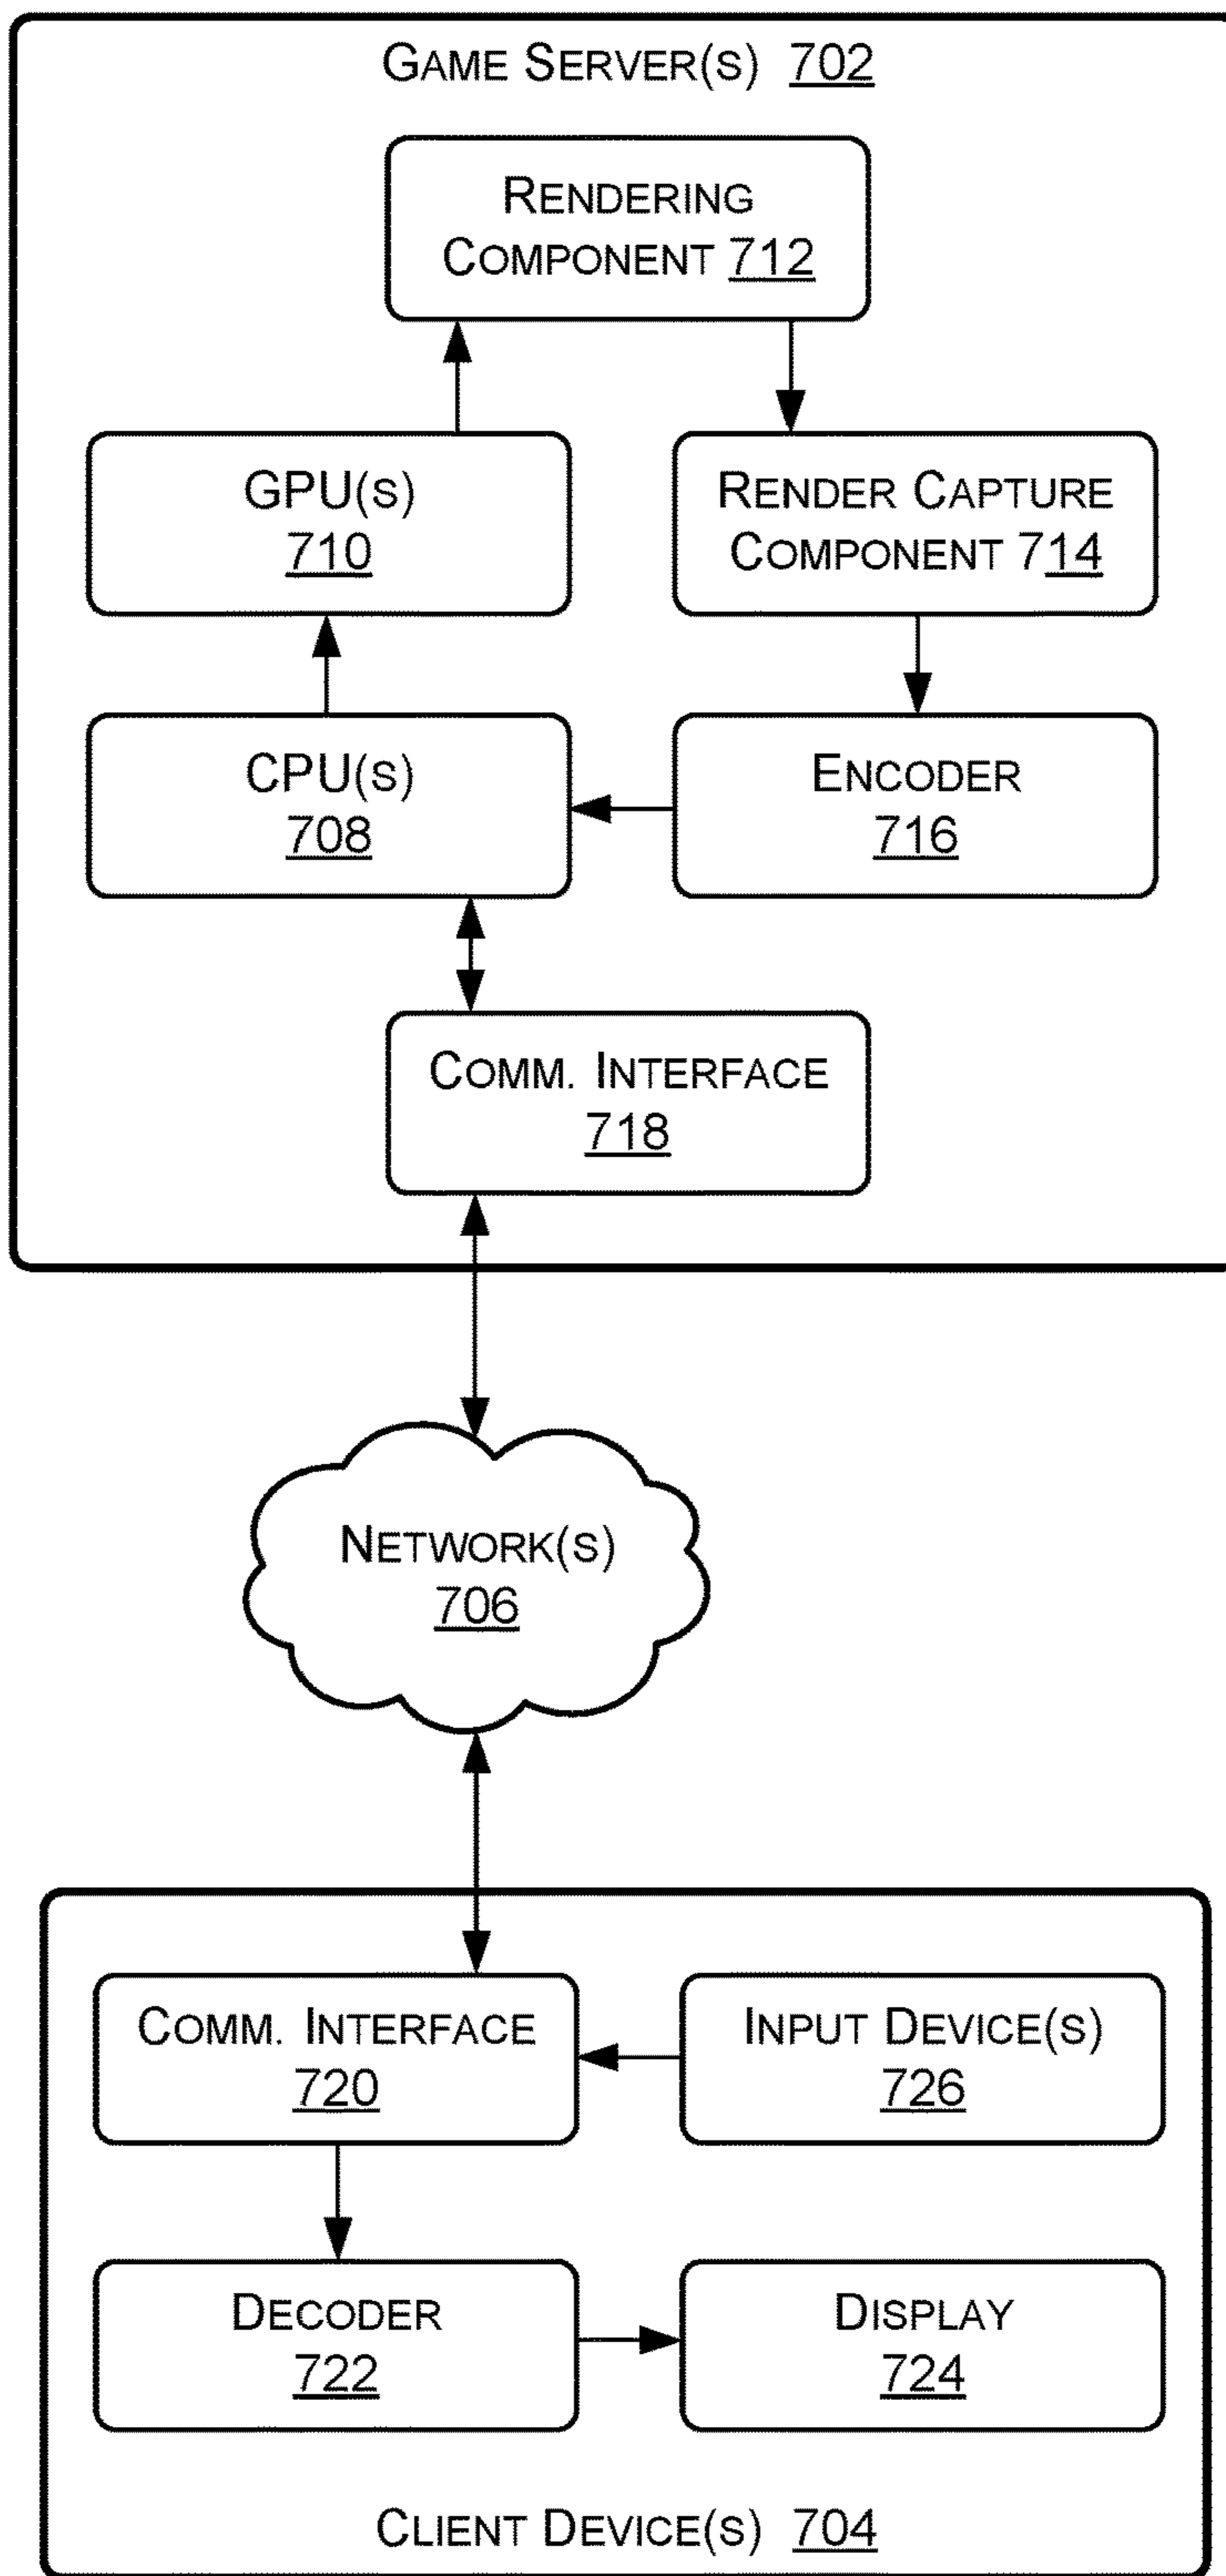 GAME SERVER(S) 702
RENDERING
COMPONENT 712
GPU(S)
710
RENDER CAPTURE
COMPONENT 714
CPU(S)
708
ENCODER
716
COMM. INTERFACE
718
NETWORK(S)
706
COMM. INTERFACE
720
INPUT DEVICE(S)
726
DECODER
722
DISPLAY
724
CLIENT DEVICE(S) 704